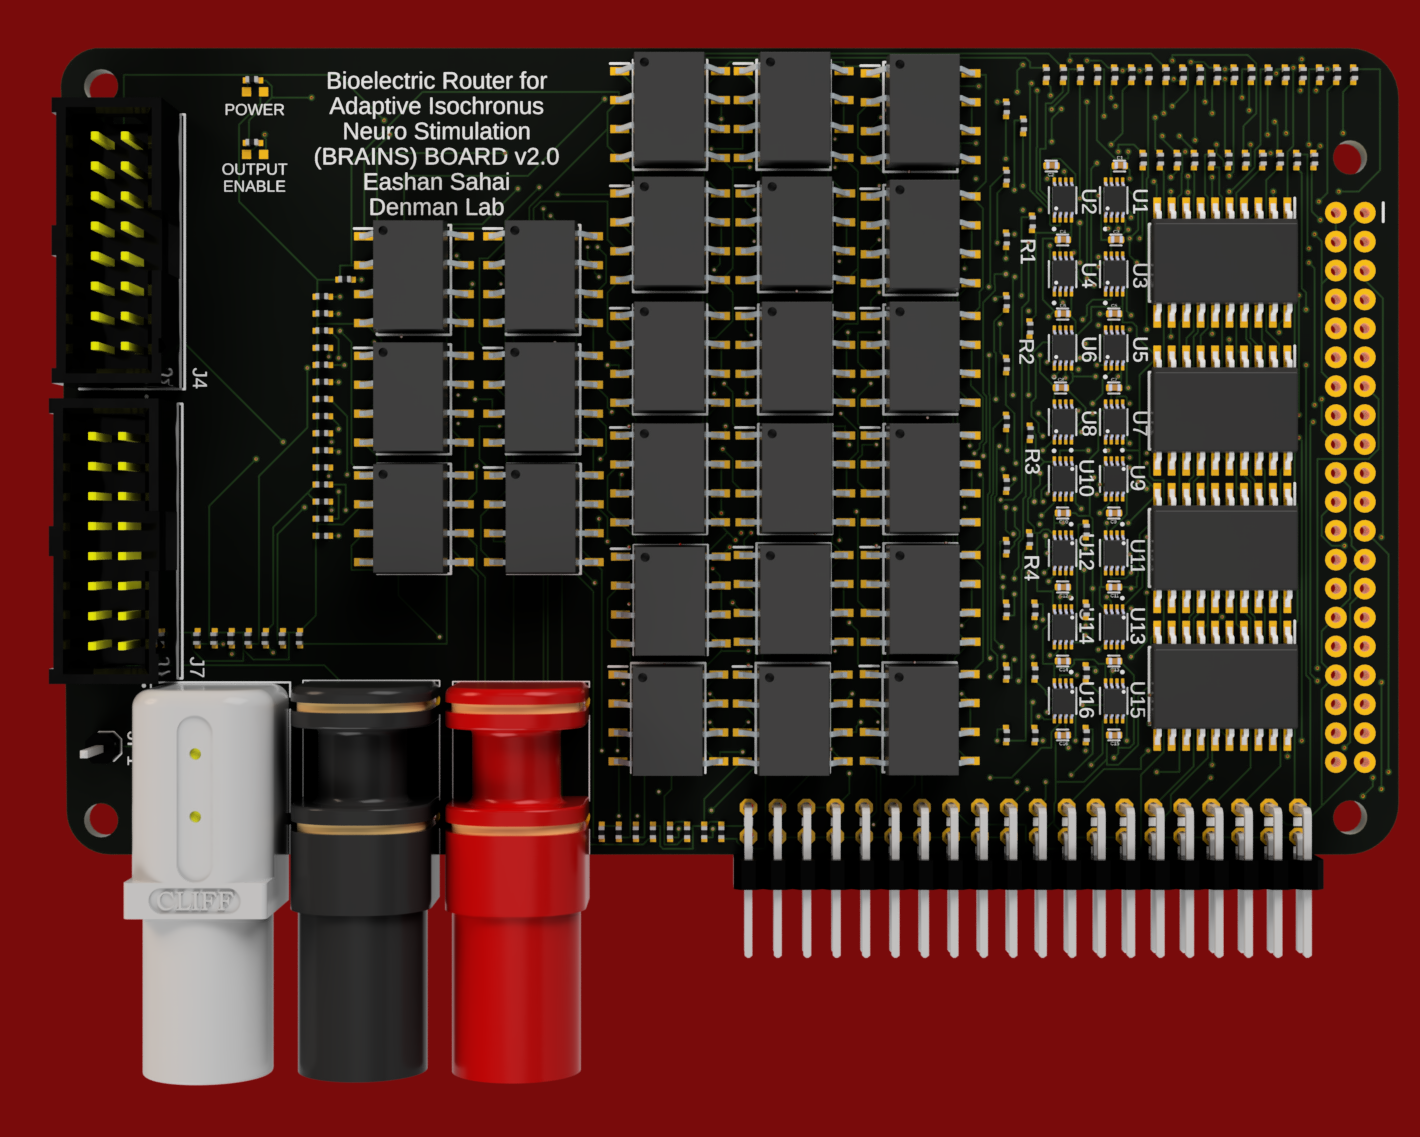 Bioelectric Router for
Adaptive Isochronus
Neuro Stimulation
(BRAINS) BOARD v2.0
Eashan Sahai
Denman Lab
POWER
OUTPUT
ENABLE
J4
J7
R1
R2
R3
R4
U2
U1
U4
U3
U6
U5
U8
U7
U10
U9
U12
U11
U14
U13
U16
U15
CLIFF